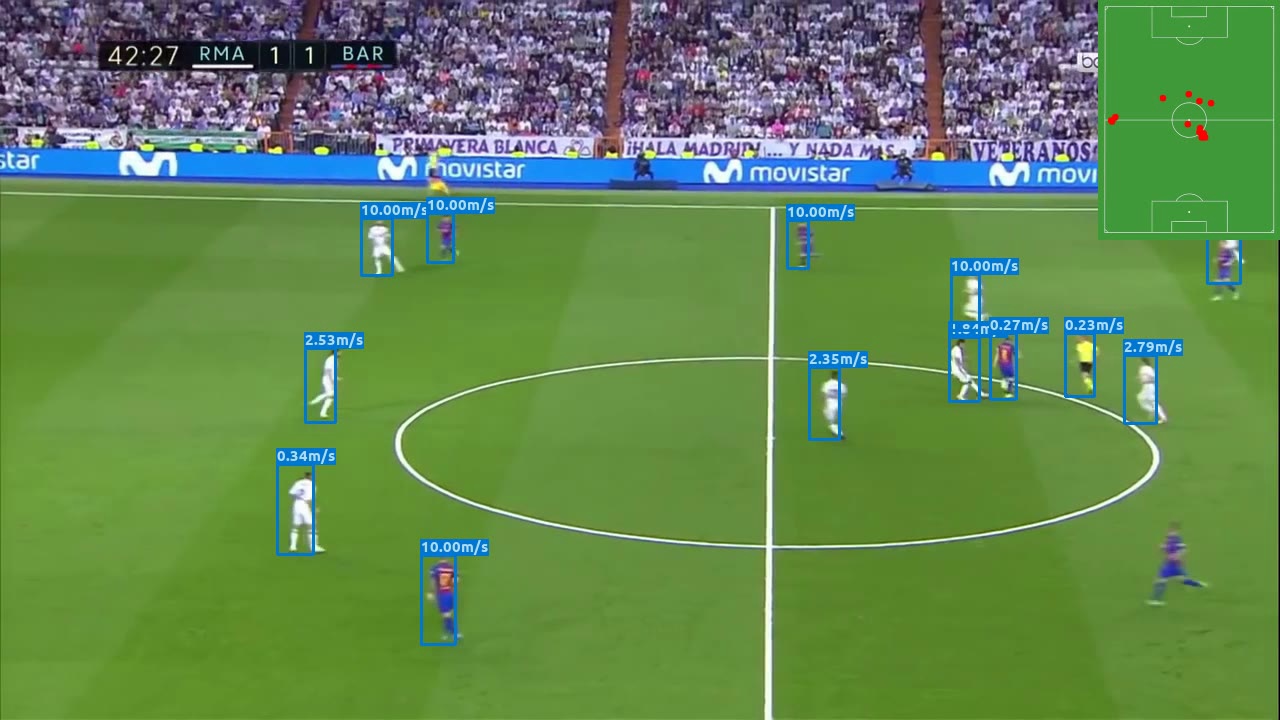 42:27 RMA 1 1 BAR
PRIMAVERA BLANCA
¡HALA MADRID! ... Y NADA MAS
VETERANOS
star
movistar
movistar
movi
10.00m/s
10.00m/s
10.00m/s
10.00m/s
0.27m/s
0.23m/s
2.79m/s
2.53m/s
2.35m/s
0.34m/s
10.00m/s